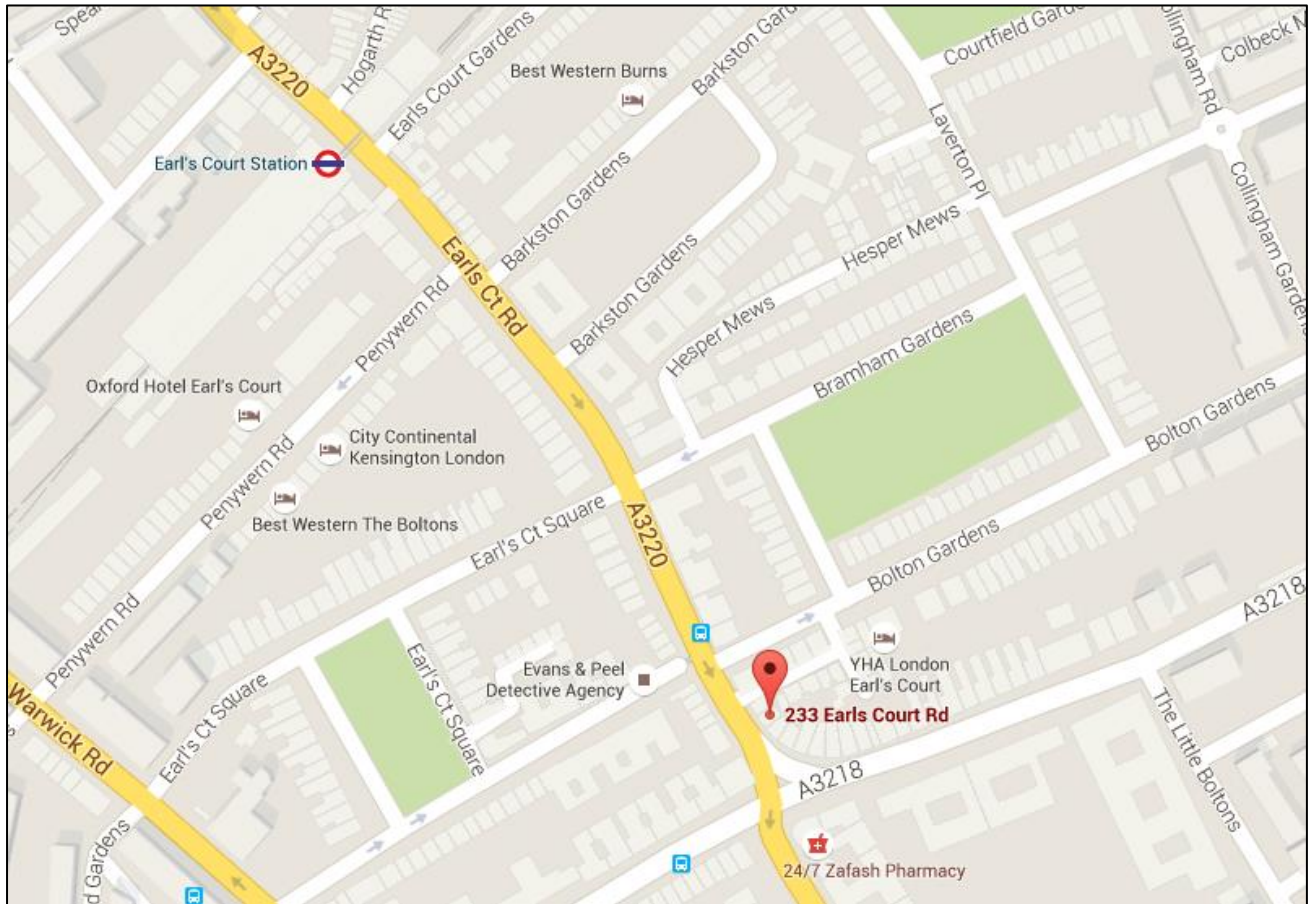 Spea
A3220
Hogarth R
Earls Court Gardens
Best Western Burns
Barkston Gard
Courtfield Garde
ollingham Rd
Colbeck M
Earl's Court Station
Barkston Gardens
Laverton Pl
Collingham Gardens
Hesper Mews
Earls Ct Rd
Penywern Rd
Barkston Gardens
Hesper Mews
Bramham Gardens
Oxford Hotel Earl's Court
City Continental
Kensington London
Bolton Gardens
Penywern Rd
Best Western The Boltons
Earl's Ct Square
A3220
Bolton Gardens
A3218
Penywern Rd
Earl's Ct Square
Evans & Peel
Detective Agency
YHA London
Earl's Court
Earl's Ct Square
233 Earls Court Rd
The Little Boltons
Warwick Rd
A3218
d Gardens
24/7 Zafash Pharmacy